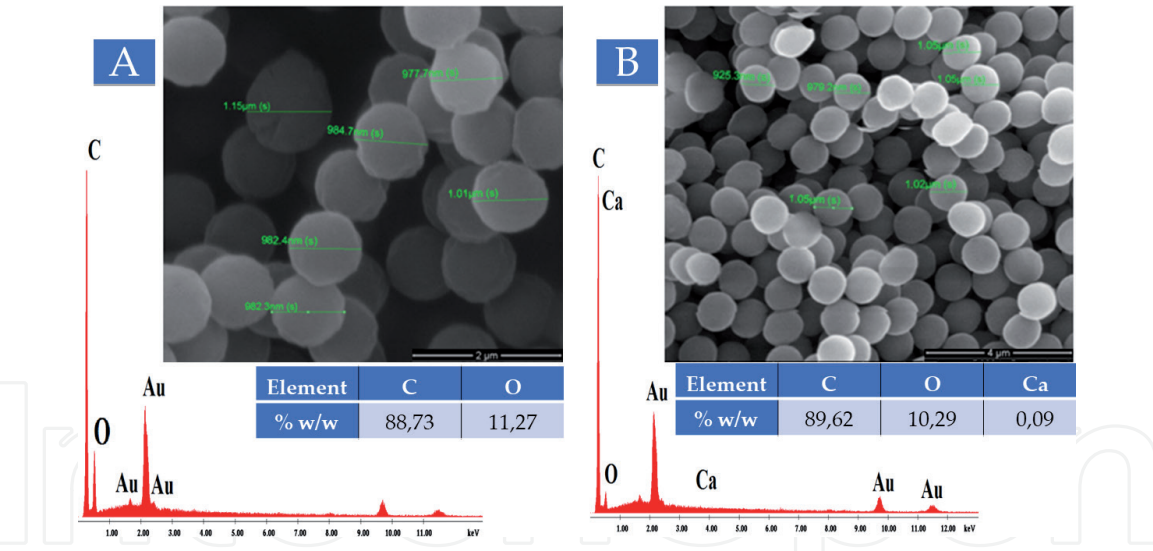 A
977.7nm (s)
1.15µm (s)
984.7nm (s)
1.01µm (s)
982.4nm (s)
982.3nm (s)
2 µm
C
O
Au
Au
Au
Element C O
% w/w 88,73 11,27
1.00 2.00 3.00 4.00 5.00 6.00 7.00 8.00 9.00 10.00 11.00 keV
B
1.05µm (s)
925.3nm (s)
979.2nm (s)
1.05µm (s)
1.02µm (s)
1.05µm (s)
4 µm
C
Ca
Au
O
Ca
Au
Au
Element C O Ca
% w/w 89,62 10,29 0,09
1.00 2.00 3.00 4.00 5.00 6.00 7.00 8.00 9.00 10.00 11.00 12.00 keV